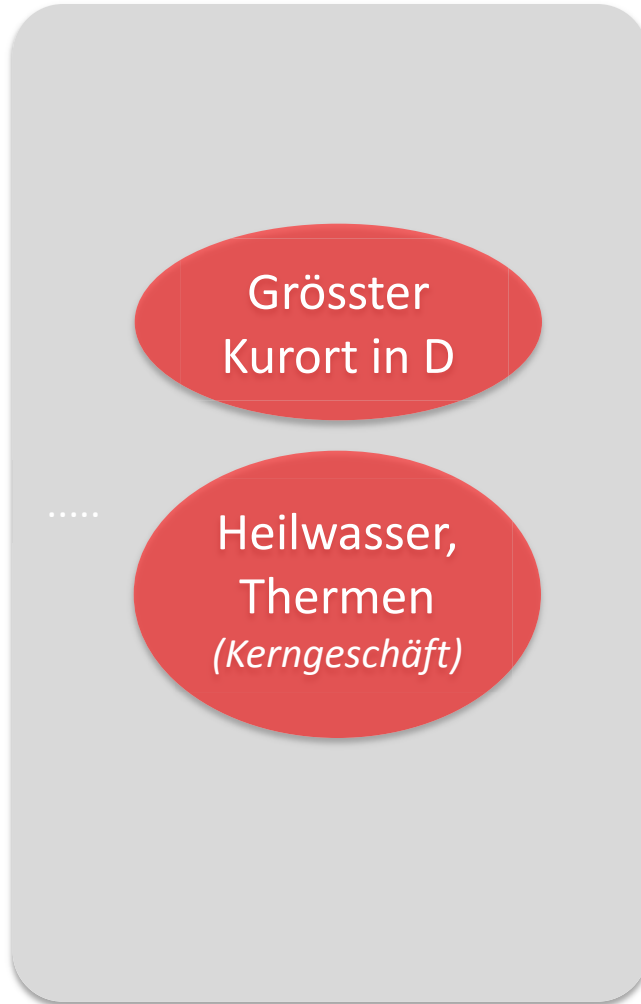 Grösster
Kurort in D
.....
Heilwasser,
Thermen
(Kerngeschäft)